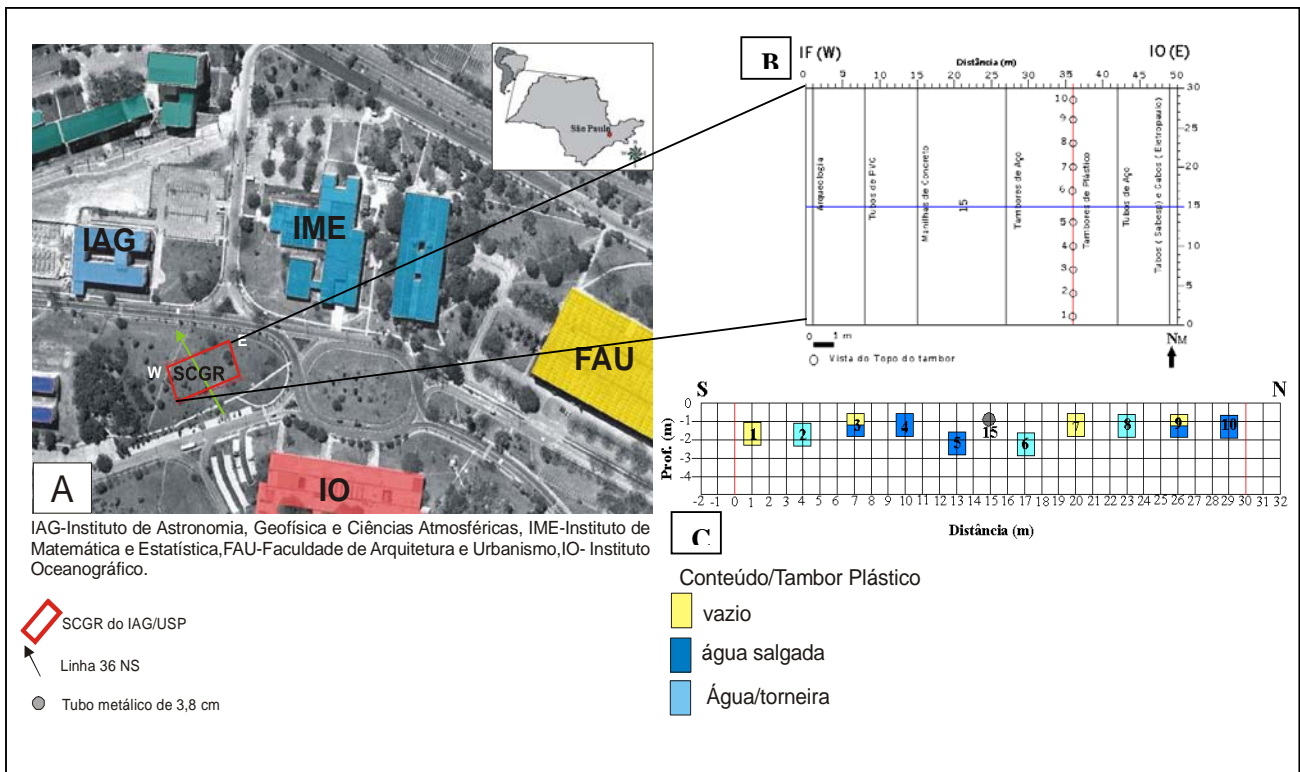 IAG
IME
FAU
SCGR
W
E
IO
A
São Paulo
IAG-Instituto de Astronomia, Geofísica e Ciências Atmosféricas, IME-Instituto de
Matemática e Estatística,FAU-Faculdade de Arquitetura e Urbanismo,IO- Instituto
Oceanográfico.
SCGR do IAG/USP
Linha 36 NS
Tubo metálico de 3,8 cm
B
IF (W)
IO (E)
Distância (m)
0 5 10 15 20 25 30 35 40 45 50
30
25
20
15
10
5
0
Arqueologia
Tubos de PVC
Manilhas de Concreto
15
Tambores de Aço
Tambores de Plástico
Tubos de Aço
Tubos ( Sabesp) e Cabos ( Eletropaulo)
10
9
8
7
6
5
4
3
2
1
0 1 m
Vista do Topo do tambor
NM
S
N
Prof. (m)
0
-1
-2
-3
-4
1 2 3 4 5 15 6 7 8 9 10
-2 -1 0 1 2 3 4 5 6 7 8 9 10 11 12 13 14 15 16 17 18 19 20 21 22 23 24 25 26 27 28 29 30 31 32
Distância (m)
C
Conteúdo/Tambor Plástico
vazio
água salgada
Água/torneira